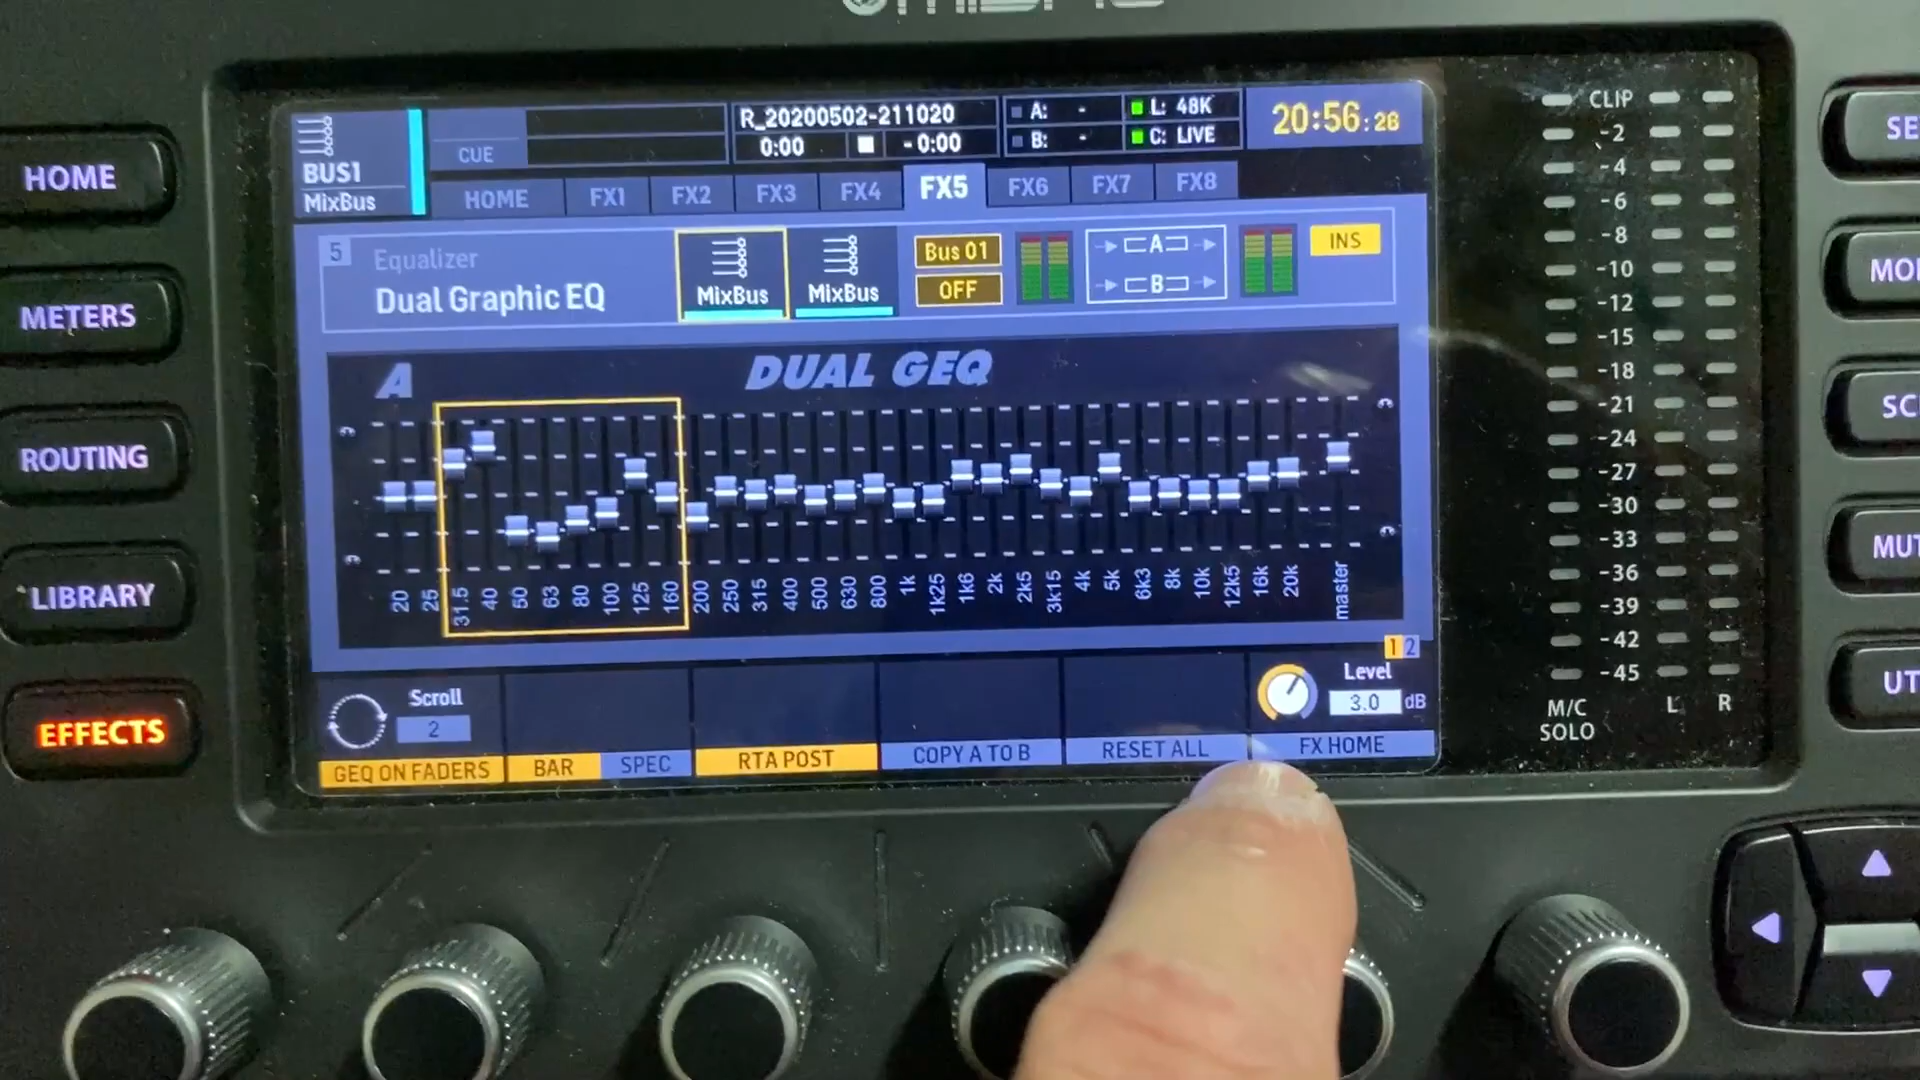 HOME
METERS
ROUTING
LIBRARY
EFFECTS
BUS1
MixBus
CUE
R_20200502-211020
0:00
-0:00
A: -
B: -
L: 48K
C: LIVE
20:56:28
HOME FX1 FX2 FX3 FX4 FX5 FX6 FX7 FX8
5
Equalizer
Dual Graphic EQ
MixBus
MixBus
Bus 01
OFF
A
B
INS
A
DUAL GEQ
20 25 31.5 40 50 63 80 100 125 160 200 250 315 400 500 630 800 1k 1k25 1k6 2k 2k5 3k15 4k 5k 6k3 8k 10k 12k5 16k 20k master
1 2
Scroll
2
Level
3.0 dB
GEQ ON FADERS BAR SPEC RTA POST COPY A TO B RESET ALL FX HOME
CLIP
-2
-4
-6
-8
-10
-12
-15
-18
-21
-24
-27
-30
-33
-36
-39
-42
-45
M/C
SOLO
L R
SE
MO
SC
MUT
UT